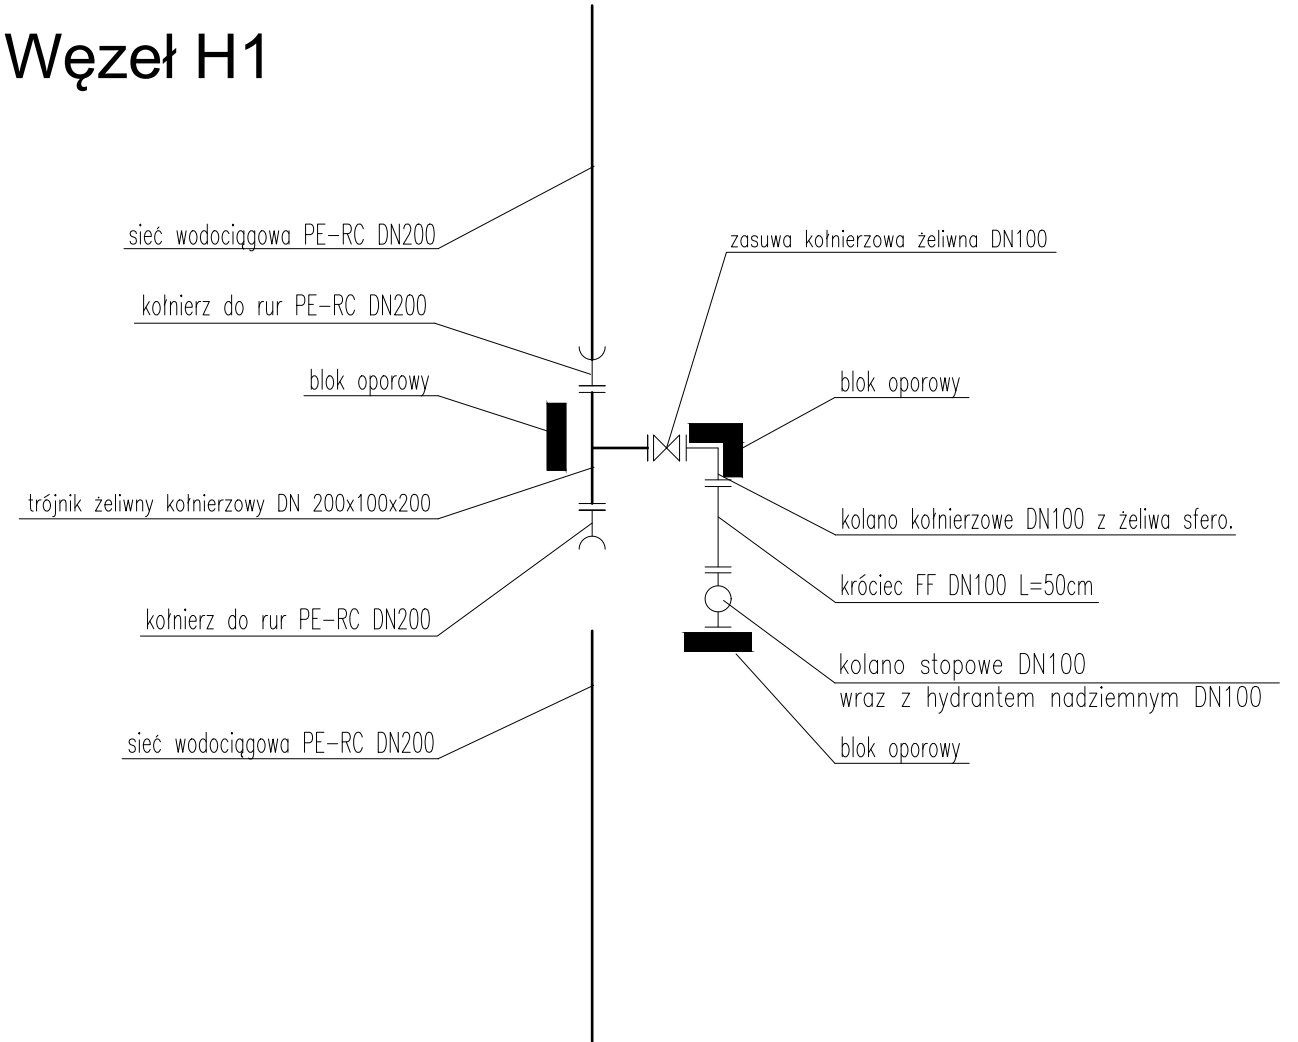 Węzeł H1
sieć wodociągowa PE-RC DN200
kołnierz do rur PE-RC DN200
blok oporowy
trójnik żeliwny kołnierzowy DN 200x100x200
kołnierz do rur PE-RC DN200
sieć wodociągowa PE-RC DN200
zasuwa kołnierzowa żeliwna DN100
blok oporowy
kolano kołnierzowe DN100 z żeliwa sfero.
króciec FF DN100 L=50cm
kolano stopowe DN100
wraz z hydrantem nadziemnym DN100
blok oporowy